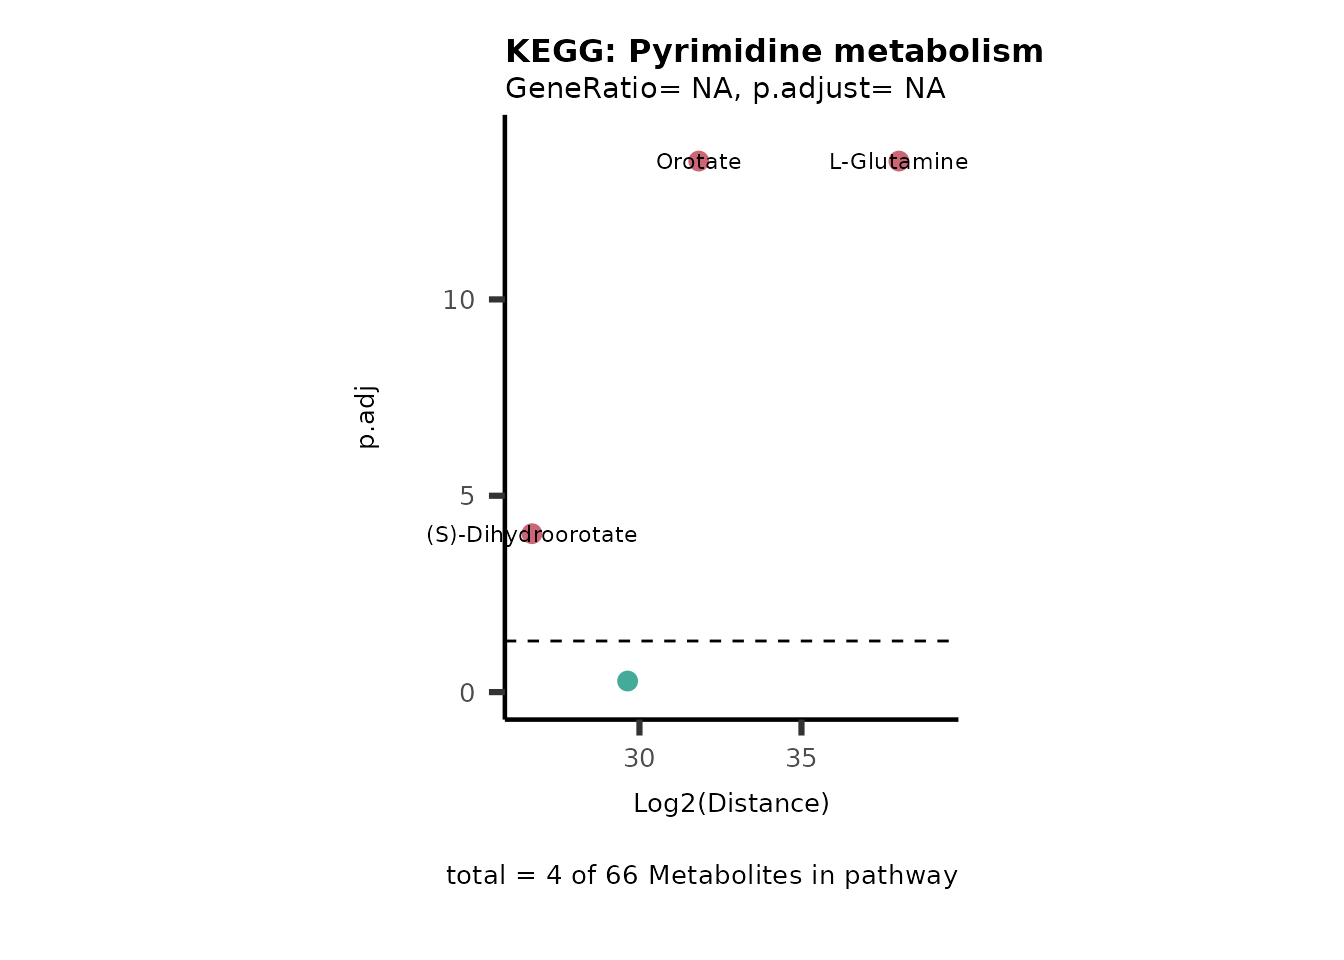 KEGG: Pyrimidine metabolism
GeneRatio= NA, p.adjust= NA
Orotate
L-Glutamine
10
p.adj
5
(S)-Dihydroorotate
0
30
35
Log2(Distance)
total = 4 of 66 Metabolites in pathway